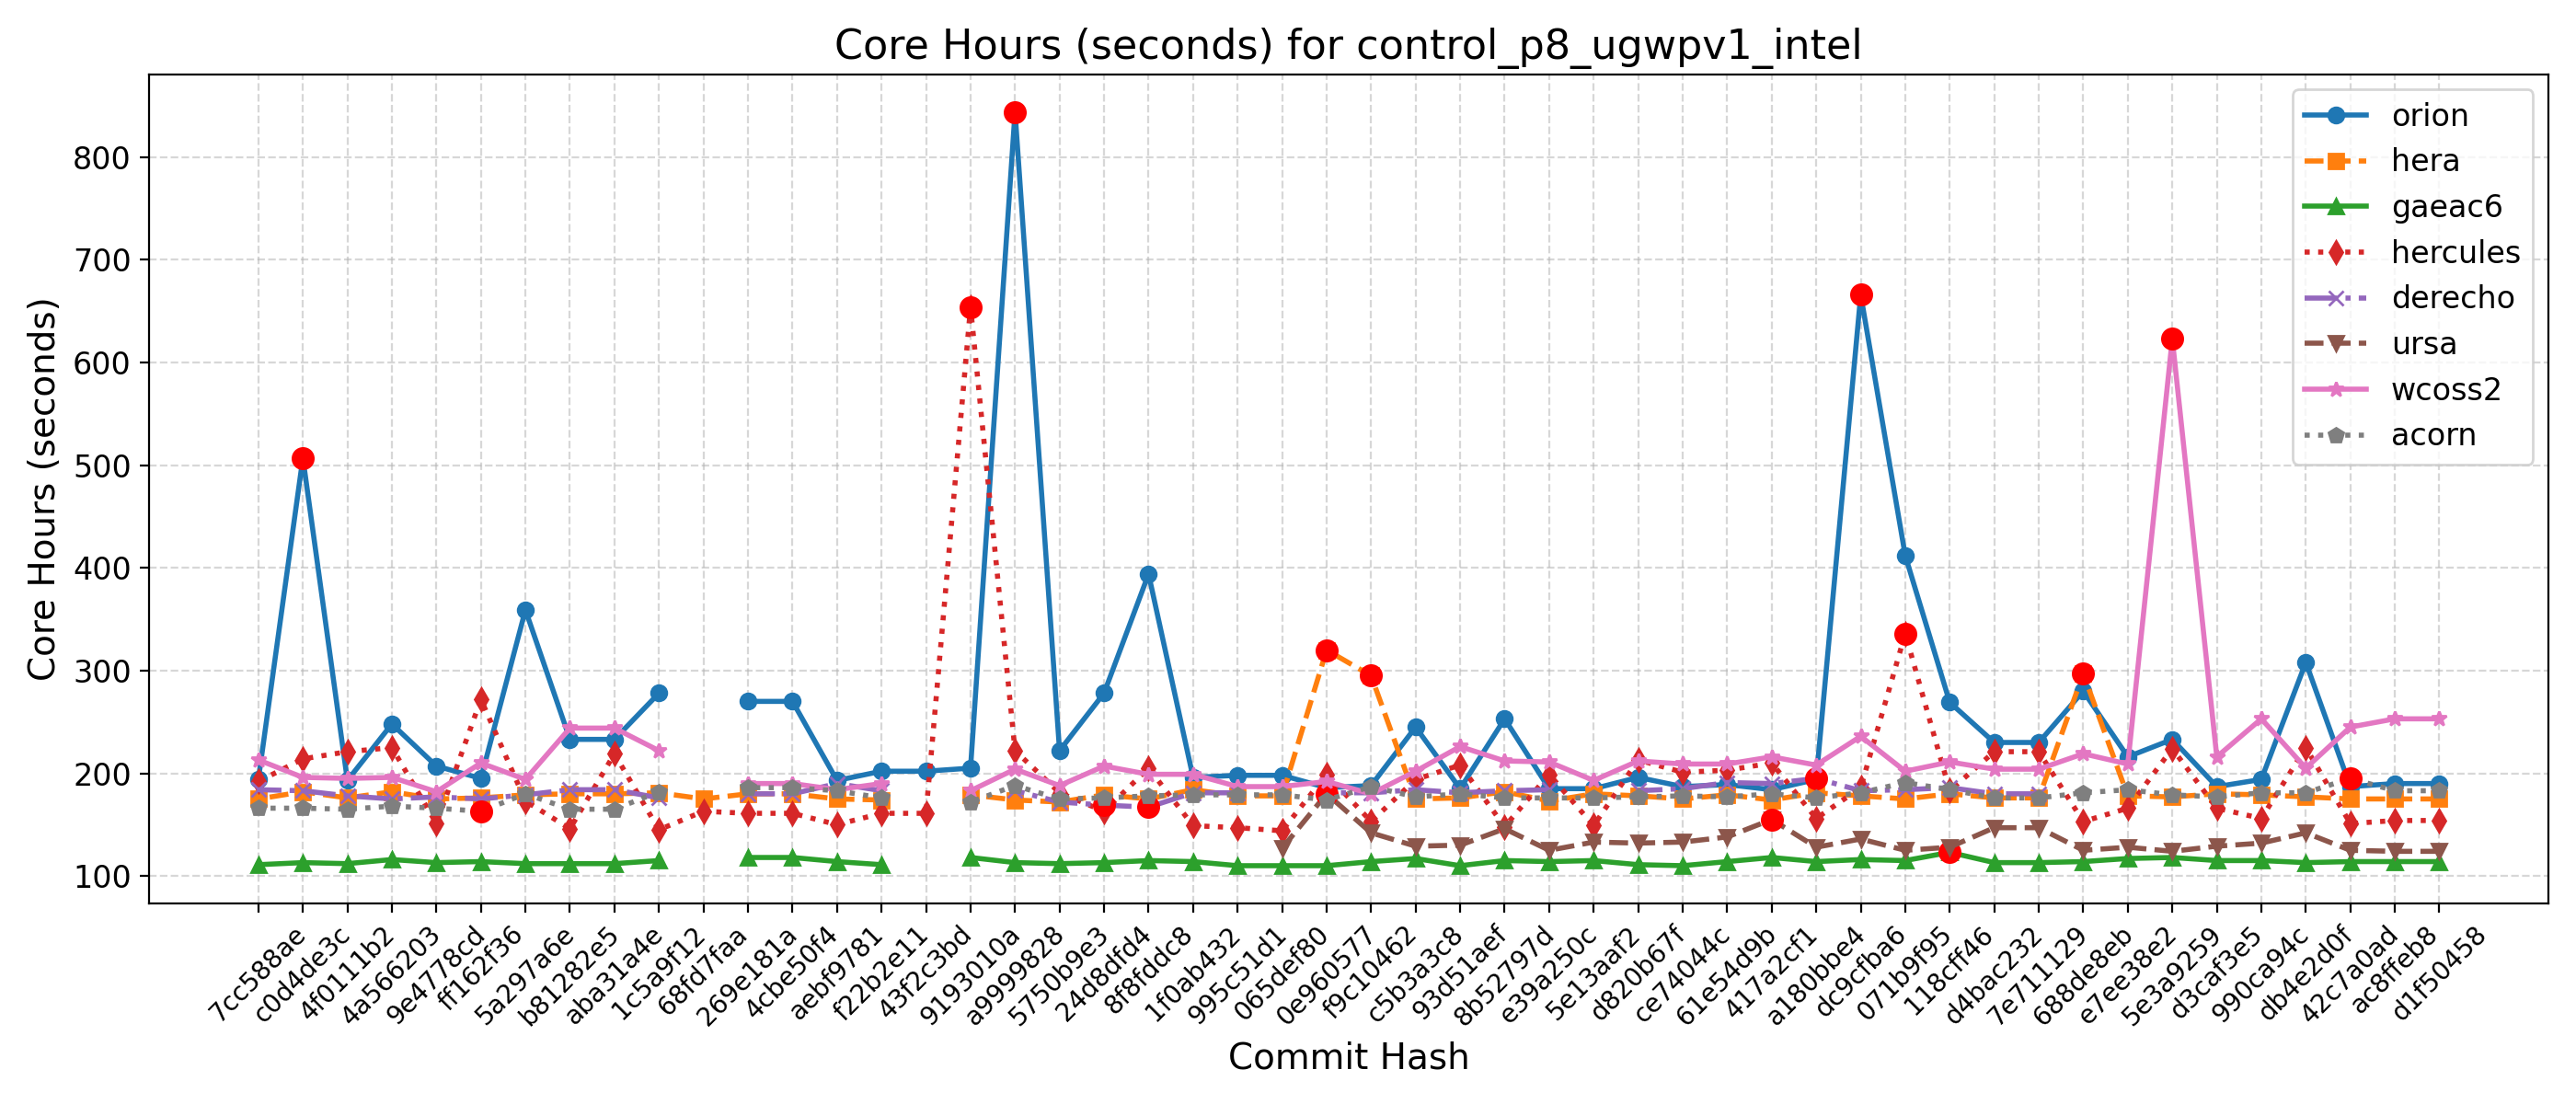 Core Hours (seconds) for control_p8_ugwpv1_intel
Core Hours (seconds)
800
700
600
500
400
300
200
100
orion
hera
gaeac6
hercules
derecho
ursa
wcoss2
acorn
7cc588ae
c0d4de3c
4f0111b2
4a566203
9e4778cd
ff162f36
5a297a6e
b81282e5
aba31a4e
1c5a9f12
68fd7faa
269e181a
4cbe50f4
aebf9781
f22b2e11
43f2c3bd
9193010a
a9999828
5750b9e3
24d8dfd4
8f8fddc8
1f0ab432
995c51d1
065def80
0e960577
f9c10462
c5b3a3c8
93d51aef
8b52797d
e39a250c
5e13aaf2
d820b67f
ce74044c
61e54d9b
417a2cf1
a180bbe4
dc9cfba6
071b9f95
118cff46
d4bac232
7e711129
688de8eb
e7ee38e2
5e3a9259
d3caf3e5
990ca94c
db4e2d0f
42c7a0ad
ac8ffeb8
d1f50458
Commit Hash